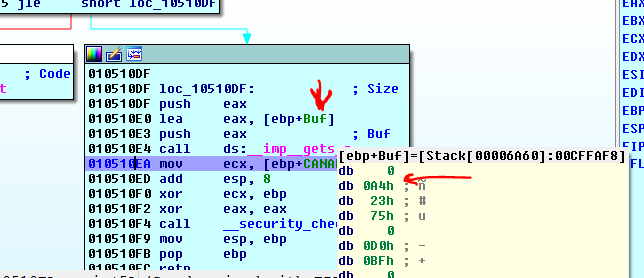 jle short loc_10510DF
; Code
010510DF
010510DF loc_10510DF: ; Size
010510DF push eax
010510E0 lea eax, [ebp+Buf]
010510E3 push eax ; Buf
010510E4 call ds:__imp__gets_s
010510EA mov ecx, [ebp+CANA
010510ED add esp, 8
010510F0 xor ecx, ebp
010510F2 xor eax, eax
010510F4 call __security_che
010510F9 mov esp, ebp
010510FB pop ebp
010510FC retn
[ebp+Buf]=[Stack[00006A60]:00CFFAF8]
db 0
db 0A4h ; ñ
db 23h ; #
db 75h ; u
db 0
db 0D0h ; -
db 0BFh ; +
EAX
EBX
ECX
EDX
ESI
EDI
EBP
ESP
EIP
EFL